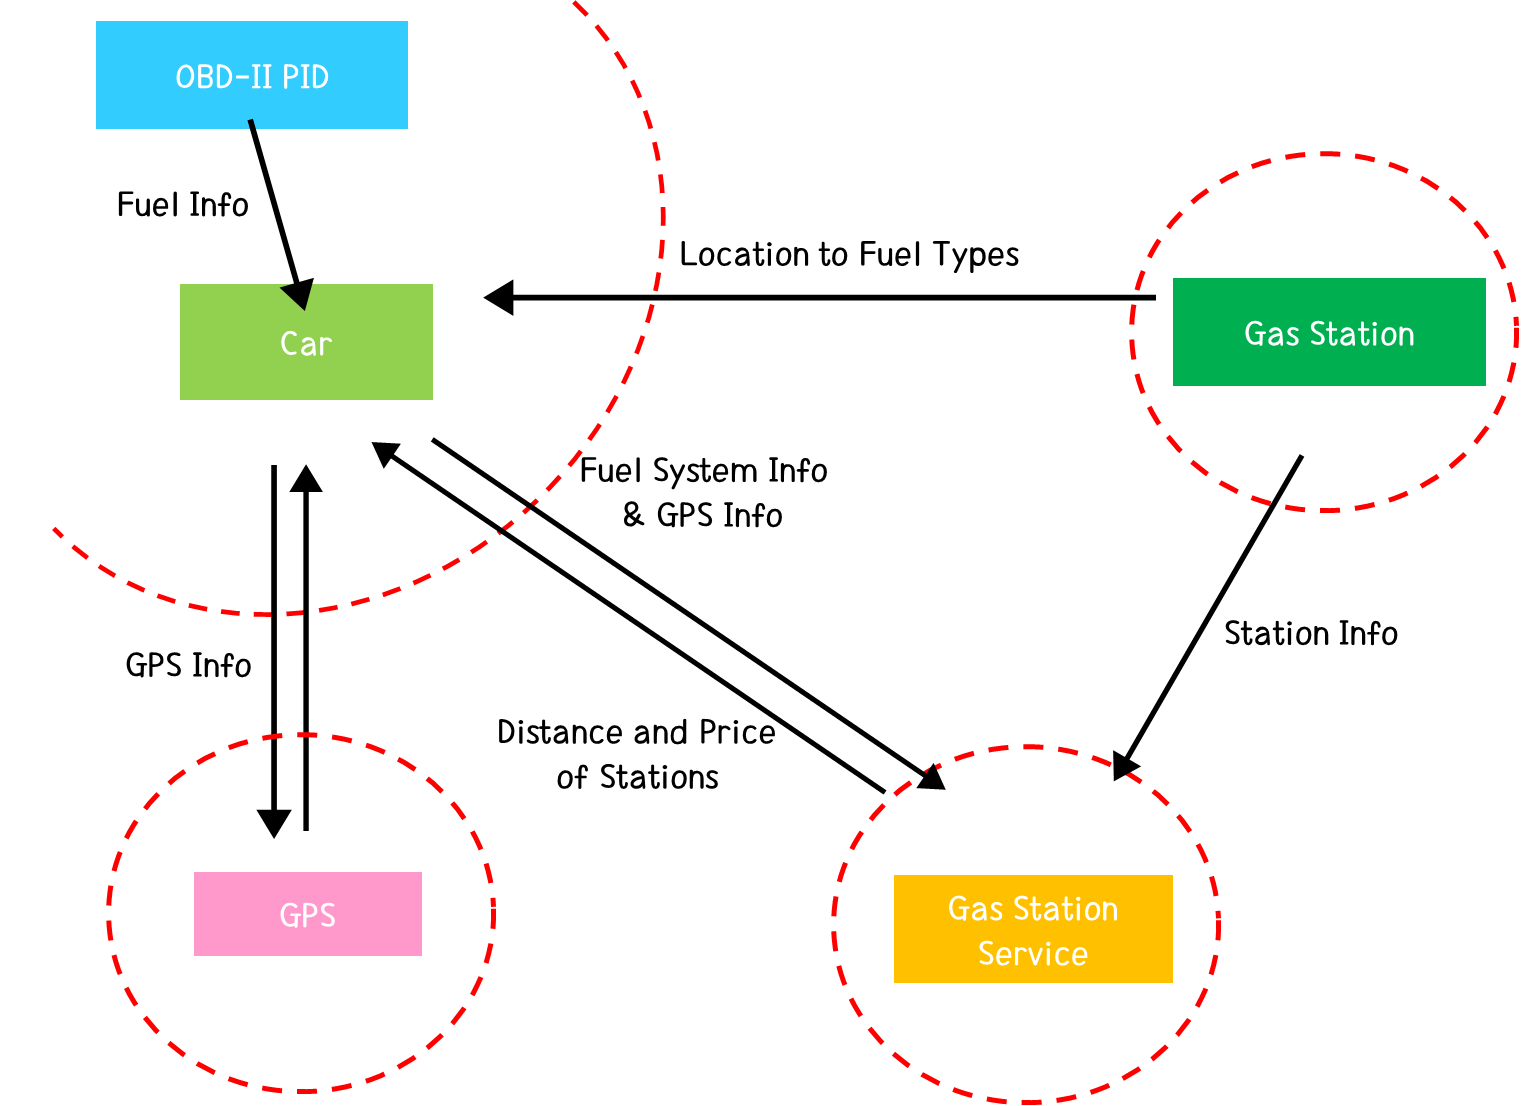 OBD-II PID
Fuel Info
Location to Fuel Types
Car
Gas Station
Fuel System Info
& GPS Info
Station Info
GPS Info
Distance and Price
of Stations
GPS
Gas Station
Service